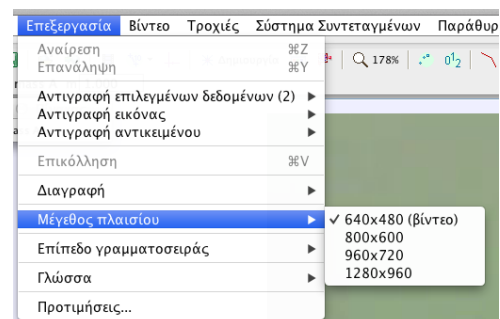 Επεξεργασία Βίντεο Τροχιές Σύστημα Συντεταγμένων Παράθυρ
Αναίρεση ⌘Z
Επανάληψη ⌘Y
178%
Αντιγραφή επιλεγμένων δεδομένων (2) ▶
Αντιγραφή εικόνας ▶
Αντιγραφή αντικειμένου ▶
Επικόλληση ⌘V
Διαγραφή ▶
Μέγεθος πλαισίου ▶
✓ 640x480 (βίντεο)
800x600
960x720
1280x960
Επίπεδο γραμματοσειράς ▶
Γλώσσα ▶
Προτιμήσεις...